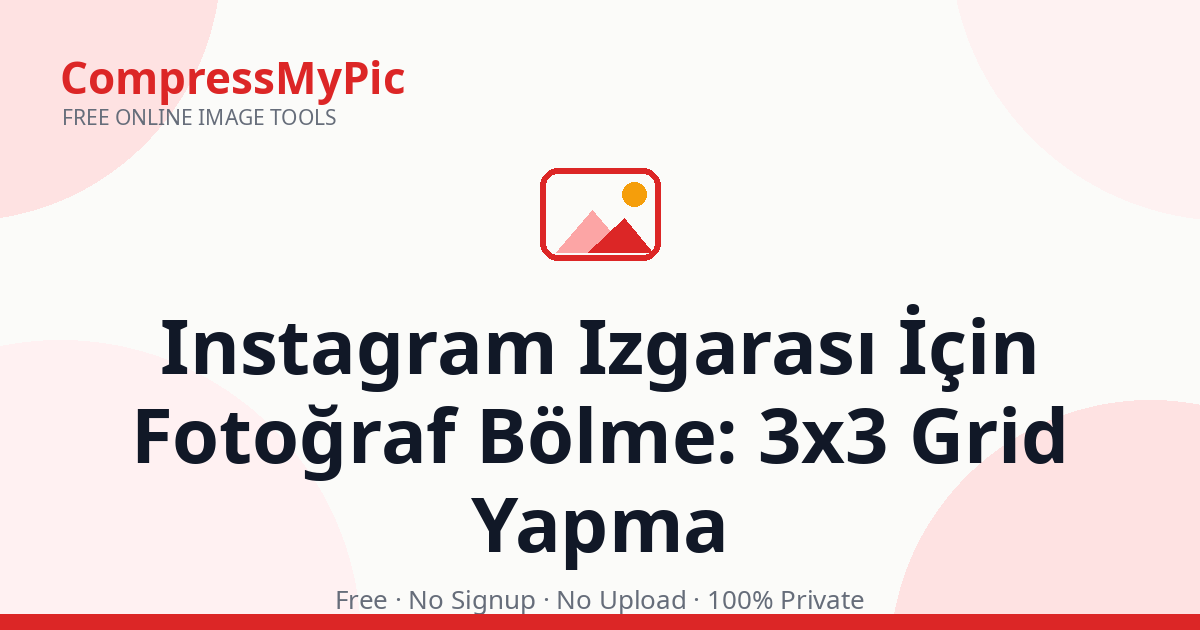 CompressMyPic
FREE ONLINE IMAGE TOOLS
Instagram Izgarası İçin
Fotoğraf Bölme: 3x3 Grid
Yapma
Free · No Signup · No Upload · 100% Private